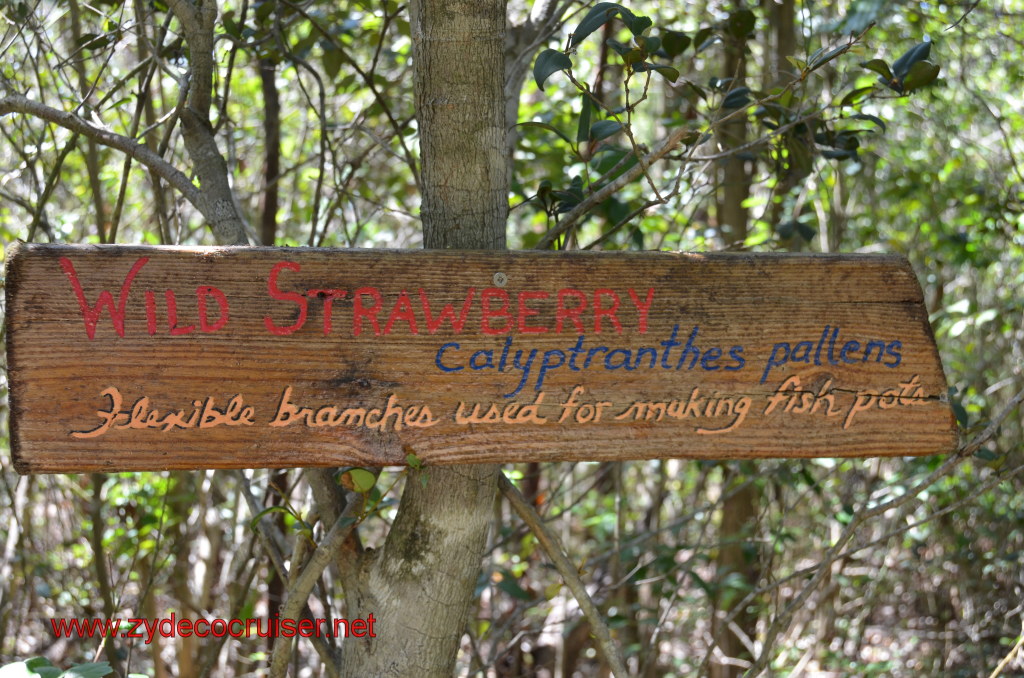 WILD STRAWBERRY
Calyptranthes pallens
Flexible branches used for making fish pots
www.zydecocruiser.net